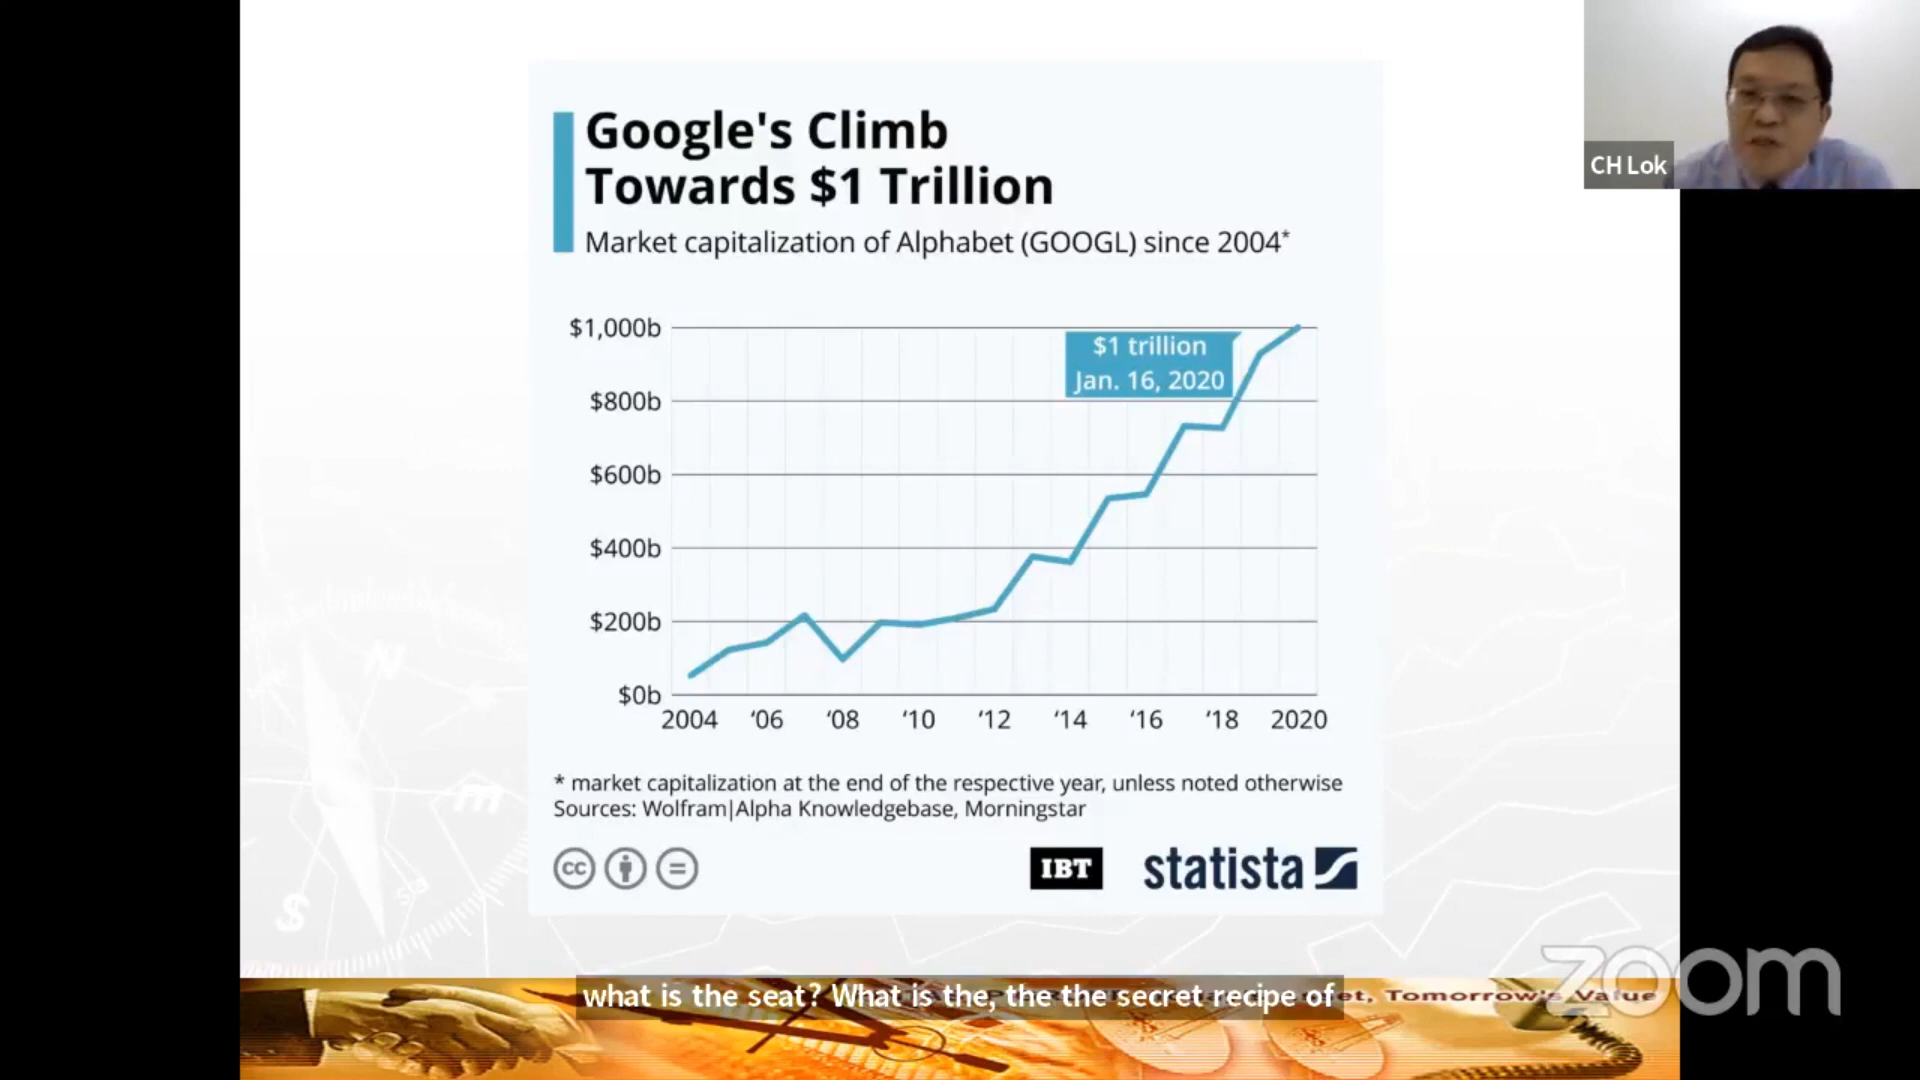 Google's Climb
Towards $1 Trillion
Market capitalization of Alphabet (GOOGL) since 2004*
CH Lok
$1,000b
$800b
$600b
$400b
$200b
$0b
$1 trillion
Jan. 16, 2020
2004 '06 '08 '10 '12 '14 '16 '18 2020
* market capitalization at the end of the respective year, unless noted otherwise
Sources: Wolfram|Alpha Knowledgebase, Morningstar
cc
IBT
statista
N
m
$
what is the seat? What is the, the the secret recipe of
Tomorrow's Value
zoom